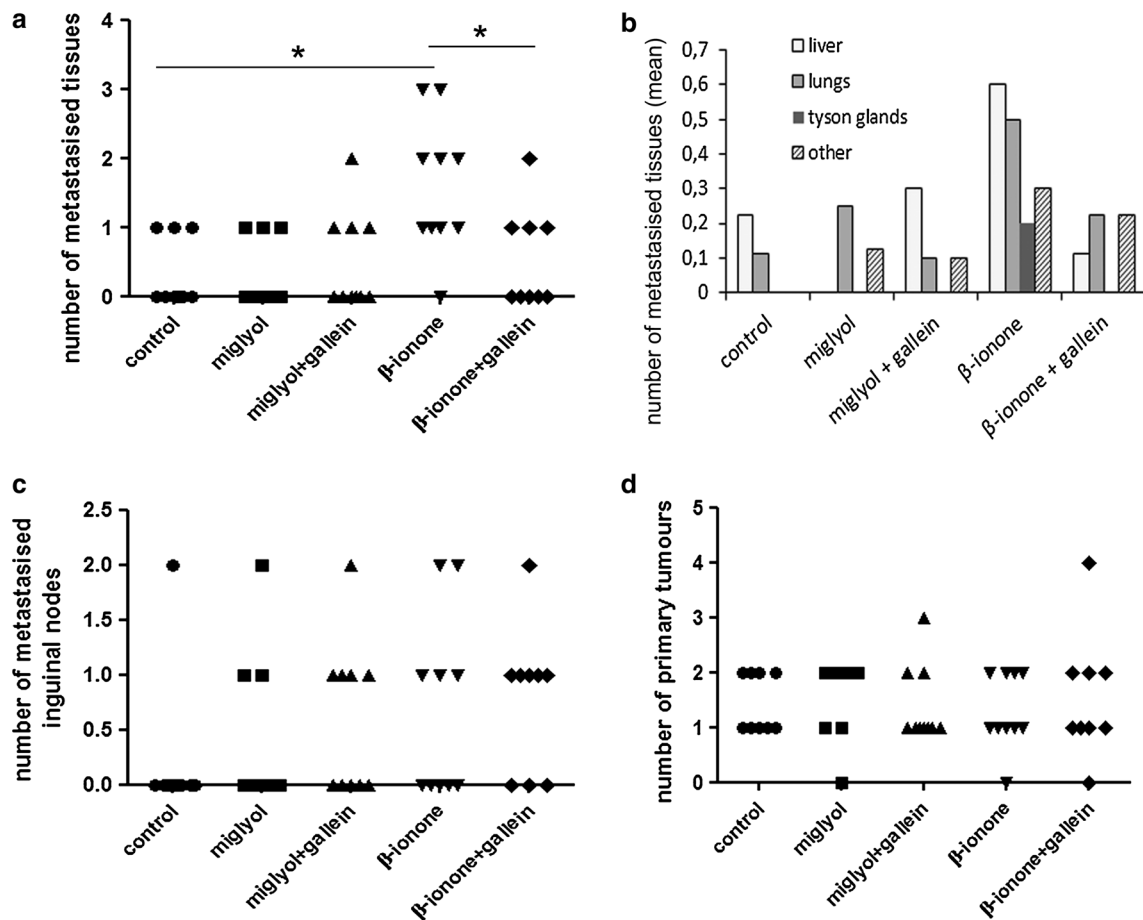 a
number of metastasised tissues
4
3
2
1
0
*
*
control
miglyol
miglyol+gallein
β-ionone
β-ionone+gallein
b
number of metastasised tissues (mean)
0,7
0,6
0,5
0,4
0,3
0,2
0,1
0
liver
lungs
tyson glands
other
control
miglyol
miglyol + gallein
β-ionone
β-ionone + gallein
c
number of metastasised
inguinal nodes
2.5
2.0
1.5
1.0
0.5
0.0
control
miglyol
miglyol+gallein
β-ionone
β-ionone+gallein
d
number of primary tumours
5
4
3
2
1
0
control
miglyol
miglyol+gallein
β-ionone
β-ionone+gallein